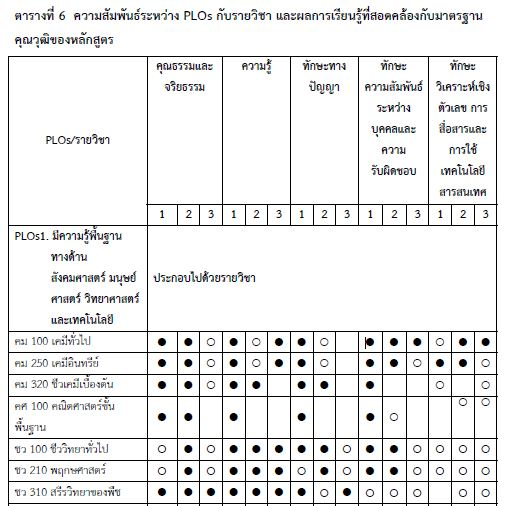 ตารางที่ 6 ความสัมพันธ์ระหว่าง PLOs กับรายวิชา และผลการเรียนรู้ที่สอดคล้องกับมาตรฐาน
คุณวุฒิของหลักสูตร
PLOs/รายวิชา
คุณธรรมและ
จริยธรรม
ความรู้
ทักษะทาง
ปัญญา
ทักษะ
ความสัมพันธ์
ระหว่าง
บุคคลและ
ความ
รับผิดชอบ
ทักษะ
วิเคราะห์เชิง
ตัวเลข การ
สื่อสารและ
การใช้
เทคโนโลยี
สารสนเทศ
1 2 3 1 2 3 1 2 3 1 2 3 1 2 3
PLOs1. มีความรู้พื้นฐาน
ทางด้าน
สังคมศาสตร์ มนุษย์
ศาสตร์ วิทยาศาสตร์
และเทคโนโลยี
ประกอบไปด้วยรายวิชา
คม 100 เคมีทั่วไป ● ● ○ ● ○ ● ● ○ ● ● ● ○ ● ●
คม 250 เคมีอินทรีย์ ● ● ○ ● ○ ● ● ○ ● ● ○ ● ● ○
คม 320 ชีวเคมีเบื้องต้น ● ● ○ ● ● ● ● ● ○ ○
คศ 100 คณิตศาสตร์ขั้น
พื้นฐาน ● ● ● ● ● ○ ○ ○
ชว 100 ชีววิทยาทั่วไป ○ ● ○ ● ● ● ● ● ○ ● ● ○ ○ ○ ○
ชว 210 พฤกษศาสตร์ ○ ● ○ ● ● ● ○ ● ○ ● ● ○ ○ ○ ○
ชว 310 สรีรวิทยาของพืช ● ● ● ● ● ● ● ○ ● ○ ○ ○ ○ ○